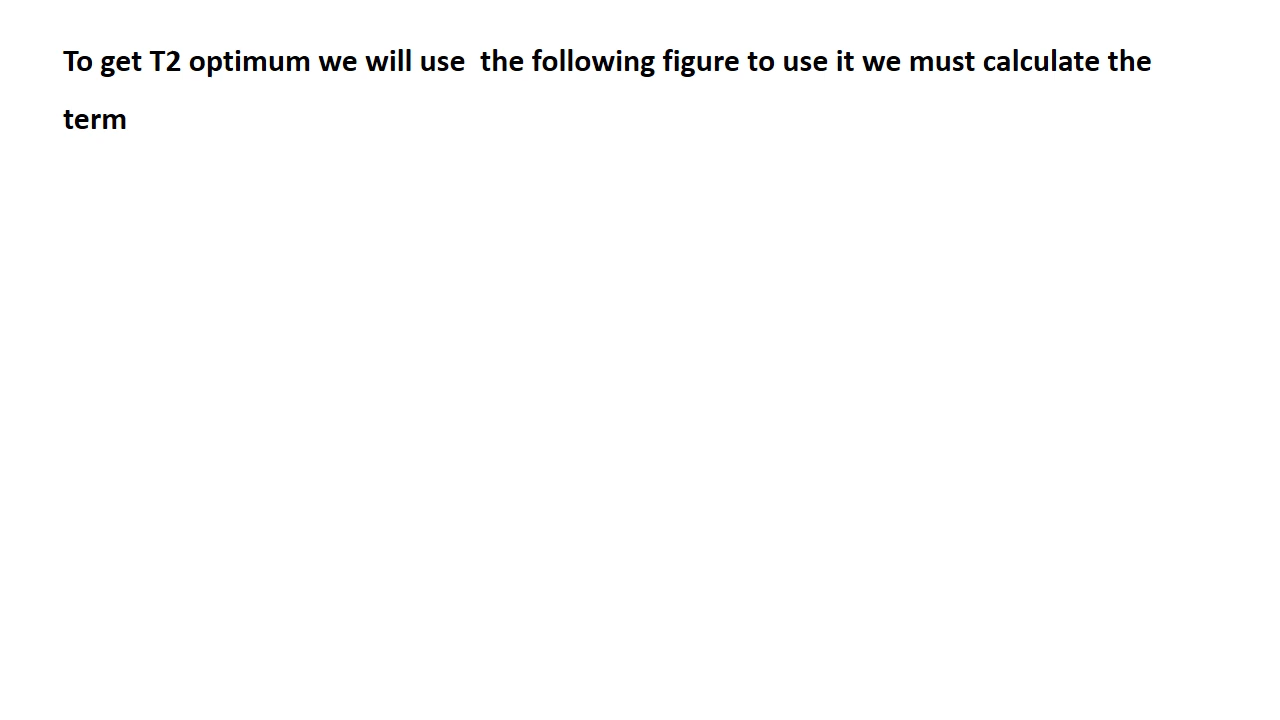 To get T2 optimum we will use  the following figure to use it we must calculate the
term